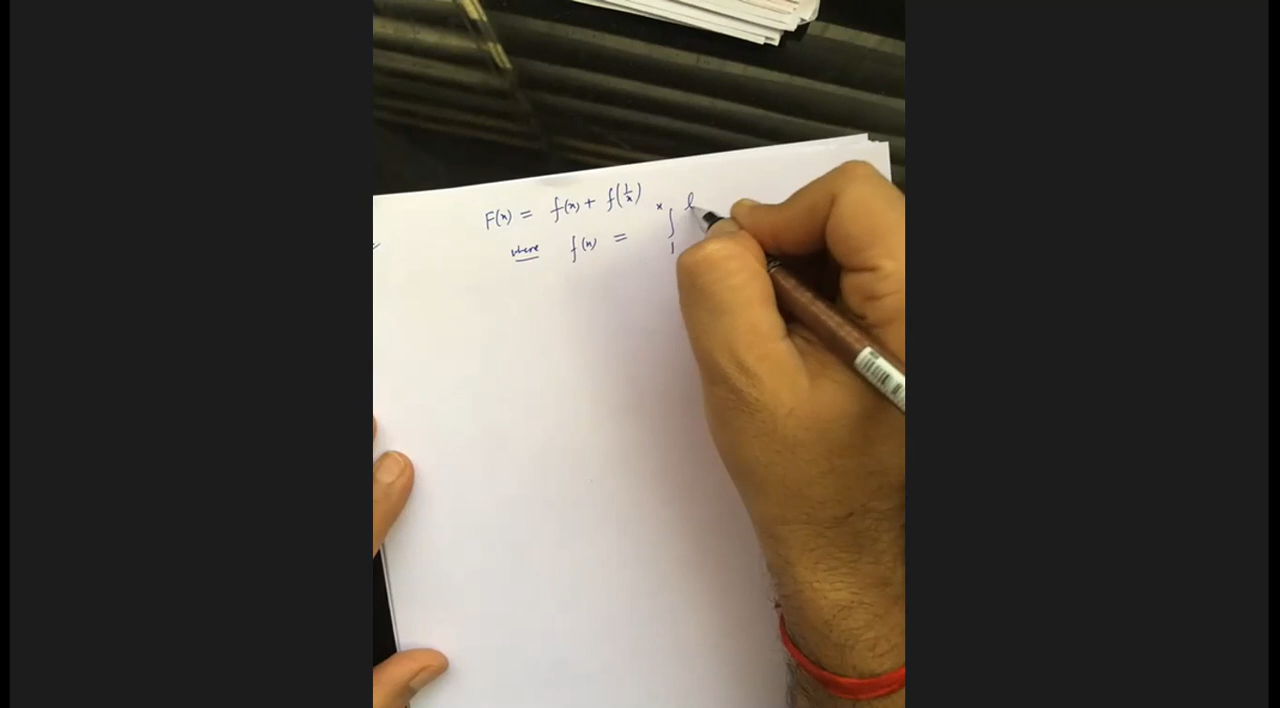 F(x) = f(x) + f(1/x)
where f(x) = ∫₁ˣ l